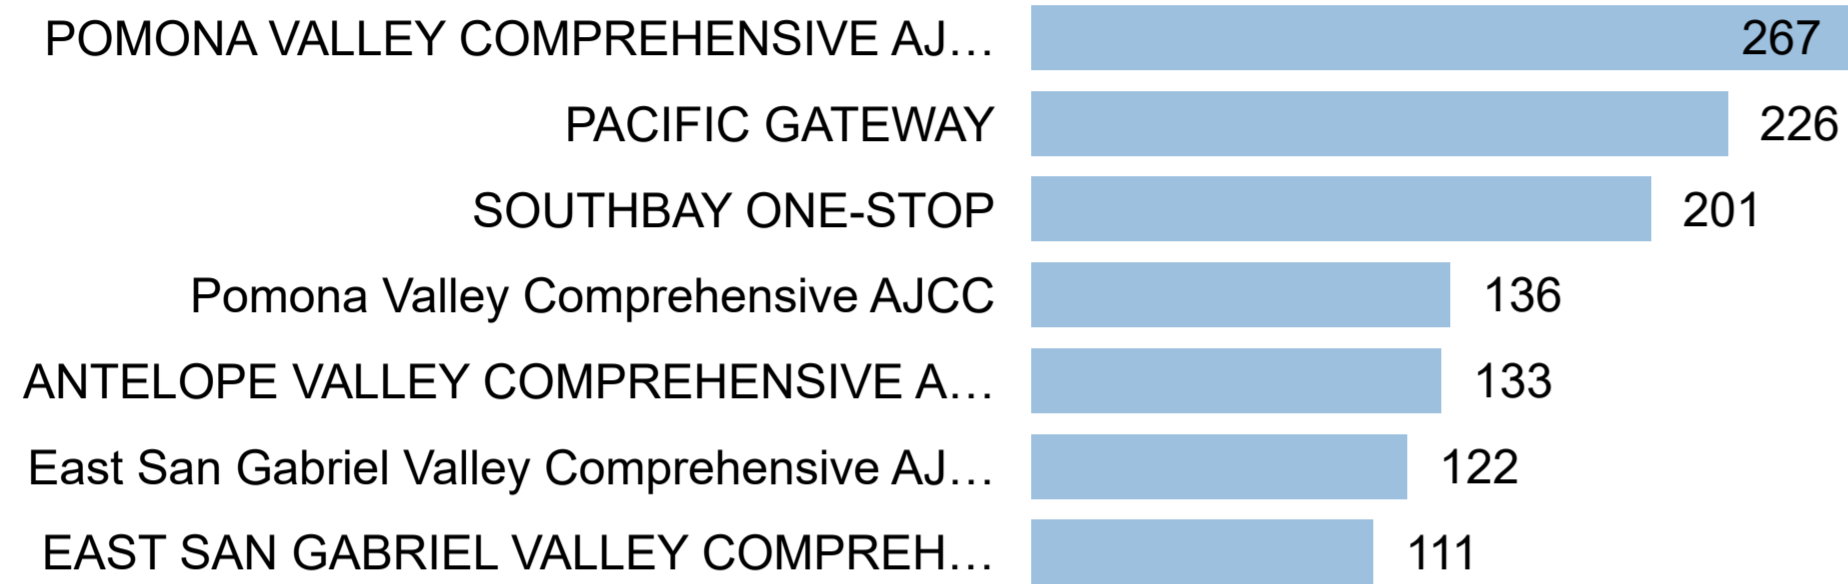 POMONA VALLEY COMPREHENSIVE AJ… 267
PACIFIC GATEWAY 226
SOUTHBAY ONE-STOP 201
Pomona Valley Comprehensive AJCC 136
ANTELOPE VALLEY COMPREHENSIVE A… 133
East San Gabriel Valley Comprehensive AJ… 122
EAST SAN GABRIEL VALLEY COMPREH… 111